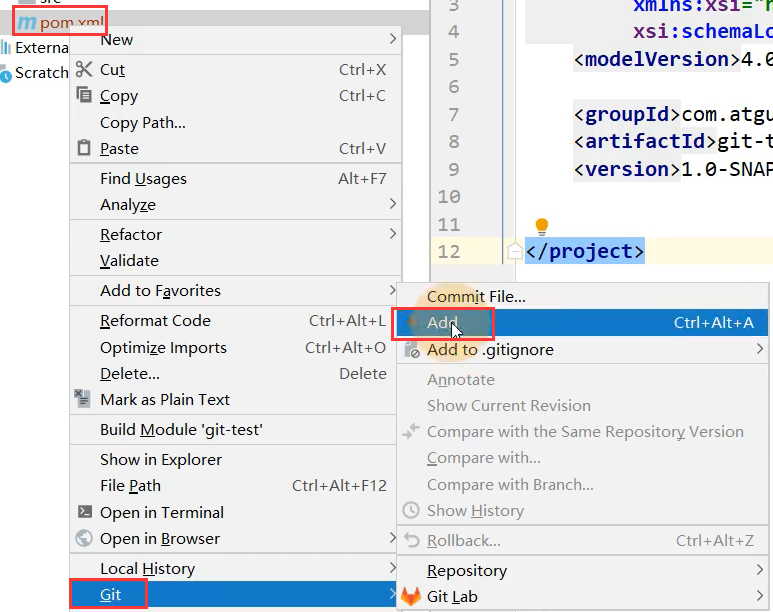 pom.xml
Externa
Scratch
New
Cut Ctrl+X
Copy Ctrl+C
Copy Path...
Paste Ctrl+V
Find Usages Alt+F7
Analyze
Refactor
Validate
Add to Favorites
Reformat Code Ctrl+Alt+L
Optimize Imports Ctrl+Alt+O
Delete... Delete
Mark as Plain Text
Build Module 'git-test'
Show in Explorer
File Path Ctrl+Alt+F12
Open in Terminal
Open in Browser
Local History
Git
3
4 xsi:schemaLo
5 <modelVersion>4.0
6
7 <groupId>com.atgu
8 <artifactId>git-t
9 <version>1.0-SNAP
10
11
12 </project>
Commit File...
Add Ctrl+Alt+A
Add to .gitignore
Annotate
Show Current Revision
Compare with the Same Repository Version
Compare with...
Compare with Branch...
Show History
Rollback... Ctrl+Alt+Z
Repository
Git Lab